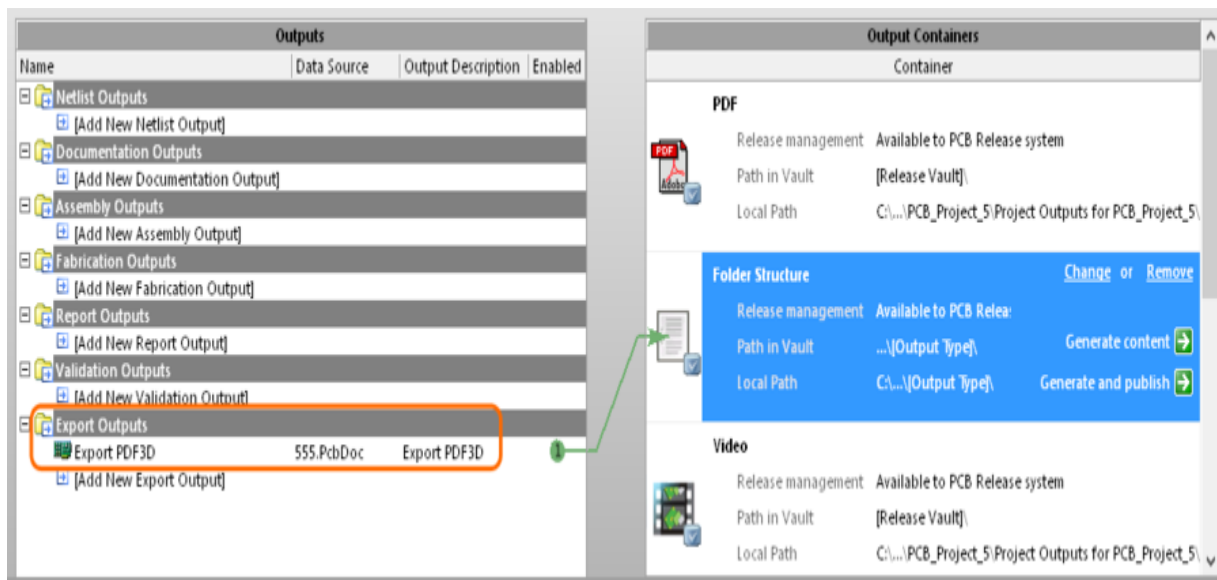 Outputs
Name Data Source Output Description Enabled
Netlist Outputs
[Add New Netlist Output]
Documentation Outputs
[Add New Documentation Output]
Assembly Outputs
[Add New Assembly Output]
Fabrication Outputs
[Add New Fabrication Output]
Report Outputs
[Add New Report Output]
Validation Outputs
[Add New Validation Output]
Export Outputs
Export PDF3D 555.PcbDoc Export PDF3D 1
[Add New Export Output]
Output Containers
Container
PDF
PDF
Adobe
Release management Available to PCB Release system
Path in Vault [Release Vault]\
Local Path C:\...\PCB_Project_5\Project Outputs for PCB_Project_5\
Folder Structure Change or Remove
Release management Available to PCB Relea
Path in Vault ...\[Output Type]\ Generate content
Local Path C:\...\[Output Type]\ Generate and publish
Video
Release management Available to PCB Release system
Path in Vault [Release Vault]\
Local Path C:\...\PCB_Project_5\Project Outputs for PCB_Project_5\